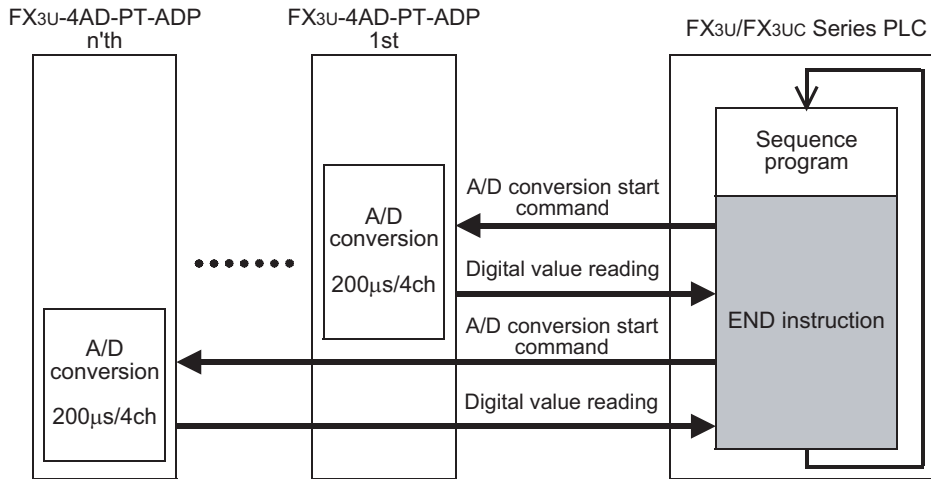 FX3U-4AD-PT-ADP
n'th
FX3U-4AD-PT-ADP
1st
FX3U/FX3UC Series PLC
Sequence
program
A/D conversion start
command
A/D
conversion
200µs/4ch
Digital value reading
END instruction
A/D conversion start
command
A/D
conversion
200µs/4ch
Digital value reading